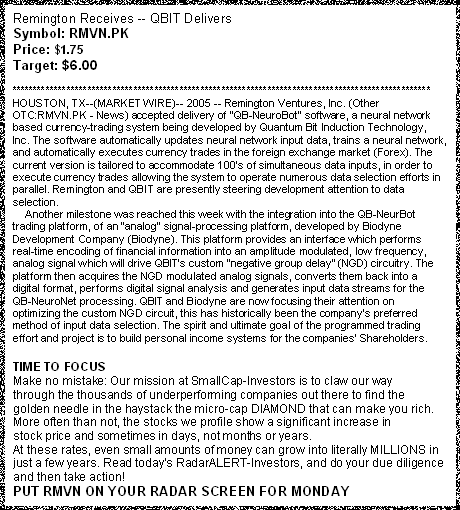 Remington Receives -- QBIT Delivers
Symbol: RMVN.PK
Price: $1.75
Target: $6.00
****************************************************************************************************
HOUSTON, TX--(MARKET WIRE)-- 2005 -- Remington Ventures, Inc. (Other
OTC:RMVN.PK - News) accepted delivery of "QB-NeuroBot" software, a neural network
based currency-trading system being developed by Quantum Bit Induction Technology,
Inc. The software automatically updates neural network input data, trains a neural network,
and automatically executes currency trades in the foreign exchange market (Forex). The
current version is tailored to accommodate 100's of simultaneous data inputs, in order to
execute currency trades allowing the system to operate numerous data selection efforts in
parallel. Remington and QBIT are presently steering development attention to data
selection.
Another milestone was reached this week with the integration into the QB-NeurBot
trading platform, of an "analog" signal-processing platform, developed by Biodyne
Development Company (Biodyne). This platform provides an interface which performs
real-time encoding of financial information into an amplitude modulated, low frequency,
analog signal which will drive QBIT's custom "negative group delay" (NGD) circuitry. The
platform then acquires the NGD modulated analog signals, converts them back into a
digital format, performs digital signal analysis and generates input data streams for the
QB-NeuroNet processing. QBIT and Biodyne are now focusing their attention on
optimizing the custom NGD circuit, this has historically been the company's preferred
method of input data selection. The spirit and ultimate goal of the programmed trading
effort and project is to build personal income systems for the companies' Shareholders.
TIME TO FOCUS
Make no mistake: Our mission at SmallCap-Investors is to claw our way
through the thousands of underperforming companies out there to find the
golden needle in the haystack the micro-cap DIAMOND that can make you rich.
More often than not, the stocks we profile show a significant increase in
stock price and sometimes in days, not months or years.
At these rates, even small amounts of money can grow into literally MILLIONS in
just a few years. Read today's RadarALERT-Investors, and do your due diligence
and then take action!
PUT RMVN ON YOUR RADAR SCREEN FOR MONDAY